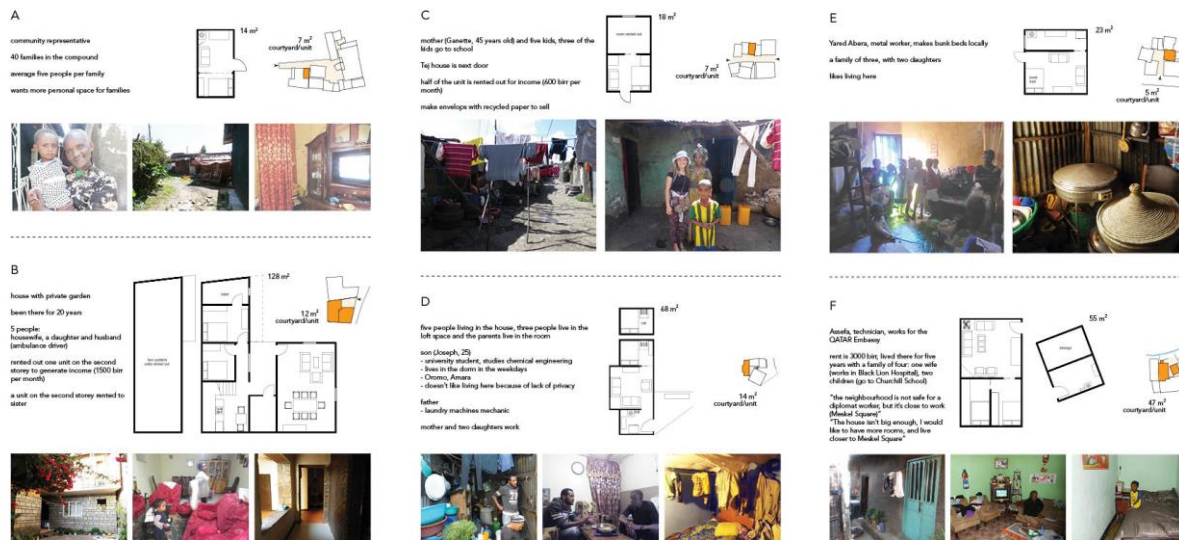 A
community representative
40 families in the compound
average five people per family
wants more personal space for families
14 m²
7 m²
courtyard/unit
B
house with private garden
been there for 20 years
5 people:
housewife, a daughter and husband
(ambulance driver)
rented out one unit on the second
storey to generate income (1500 birr
per month)
a unit on the second storey rented to
sister
128 m²
12 m²
courtyard/unit
C
mother (Ganette, 45 years old) and five kids, three of the
kids go to school
Tej house is next door
half of the unit is rented out for income (600 birr per
month)
make envelops with recycled paper to sell
18 m²
room rented out
7 m²
courtyard/unit
D
five people living in the house, three people live in the
loft space and the parents live in the room
son (Joseph, 25)
- university student, studies chemical engineering
- lives in the dorm in the weekdays
- Oromo, Amara
- doesn't like living here because of lack of privacy
father
- laundry machines mechanic
mother and two daughters work
68 m²
14 m²
courtyard/unit
E
Yared Abera, metal worker, makes bunk beds locally
a family of three, with two daughters
likes living here
23 m²
bunk
bed
5 m²
courtyard/unit
F
Assefa, technician, works for the
QATAR Embassy
rent is 3000 birr, lived there for five
years with a family of four: one wife
(works in Black Lion Hospital), two
children (go to Churchill School)
"the neighbourhood is not safe for a
diplomat worker, but it's close to work
(Meskel Square)"
"The house isn't big enough, I would
like to have more rooms, and live
closer to Meskel Square"
55 m²
storage
47 m²
courtyard/unit